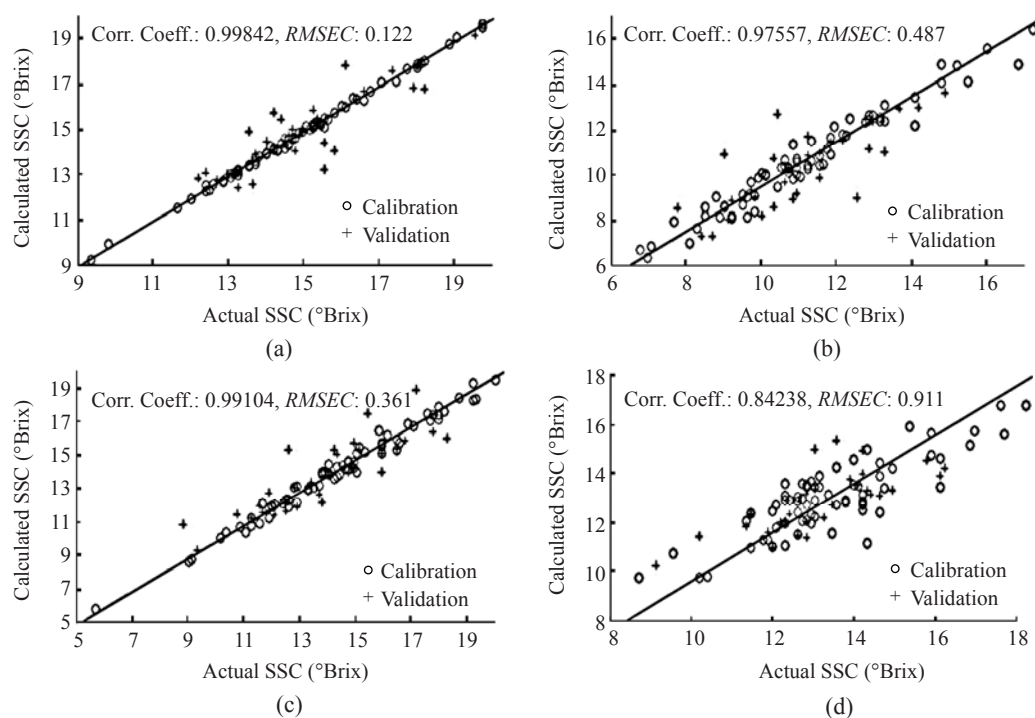 Corr. Coeff.: 0.99842, RMSEC: 0.122
Calculated SSC (°Brix)
19
17
15
13
11
9
9 11 13 15 17 19
o Calibration
+ Validation
Actual SSC (°Brix)
(a)
Corr. Coeff.: 0.97557, RMSEC: 0.487
Calculated SSC (°Brix)
16
14
12
10
8
6
6 8 10 12 14 16
o Calibration
+ Validation
Actual SSC (°Brix)
(b)
Corr. Coeff.: 0.99104, RMSEC: 0.361
Calculated SSC (°Brix)
19
17
15
13
11
9
7
5
5 7 9 11 13 15 17 19
o Calibration
+ Validation
Actual SSC (°Brix)
(c)
Corr. Coeff.: 0.84238, RMSEC: 0.911
Calculated SSC (°Brix)
18
16
14
12
10
8
8 10 12 14 16 18
o Calibration
+ Validation
Actual SSC (°Brix)
(d)